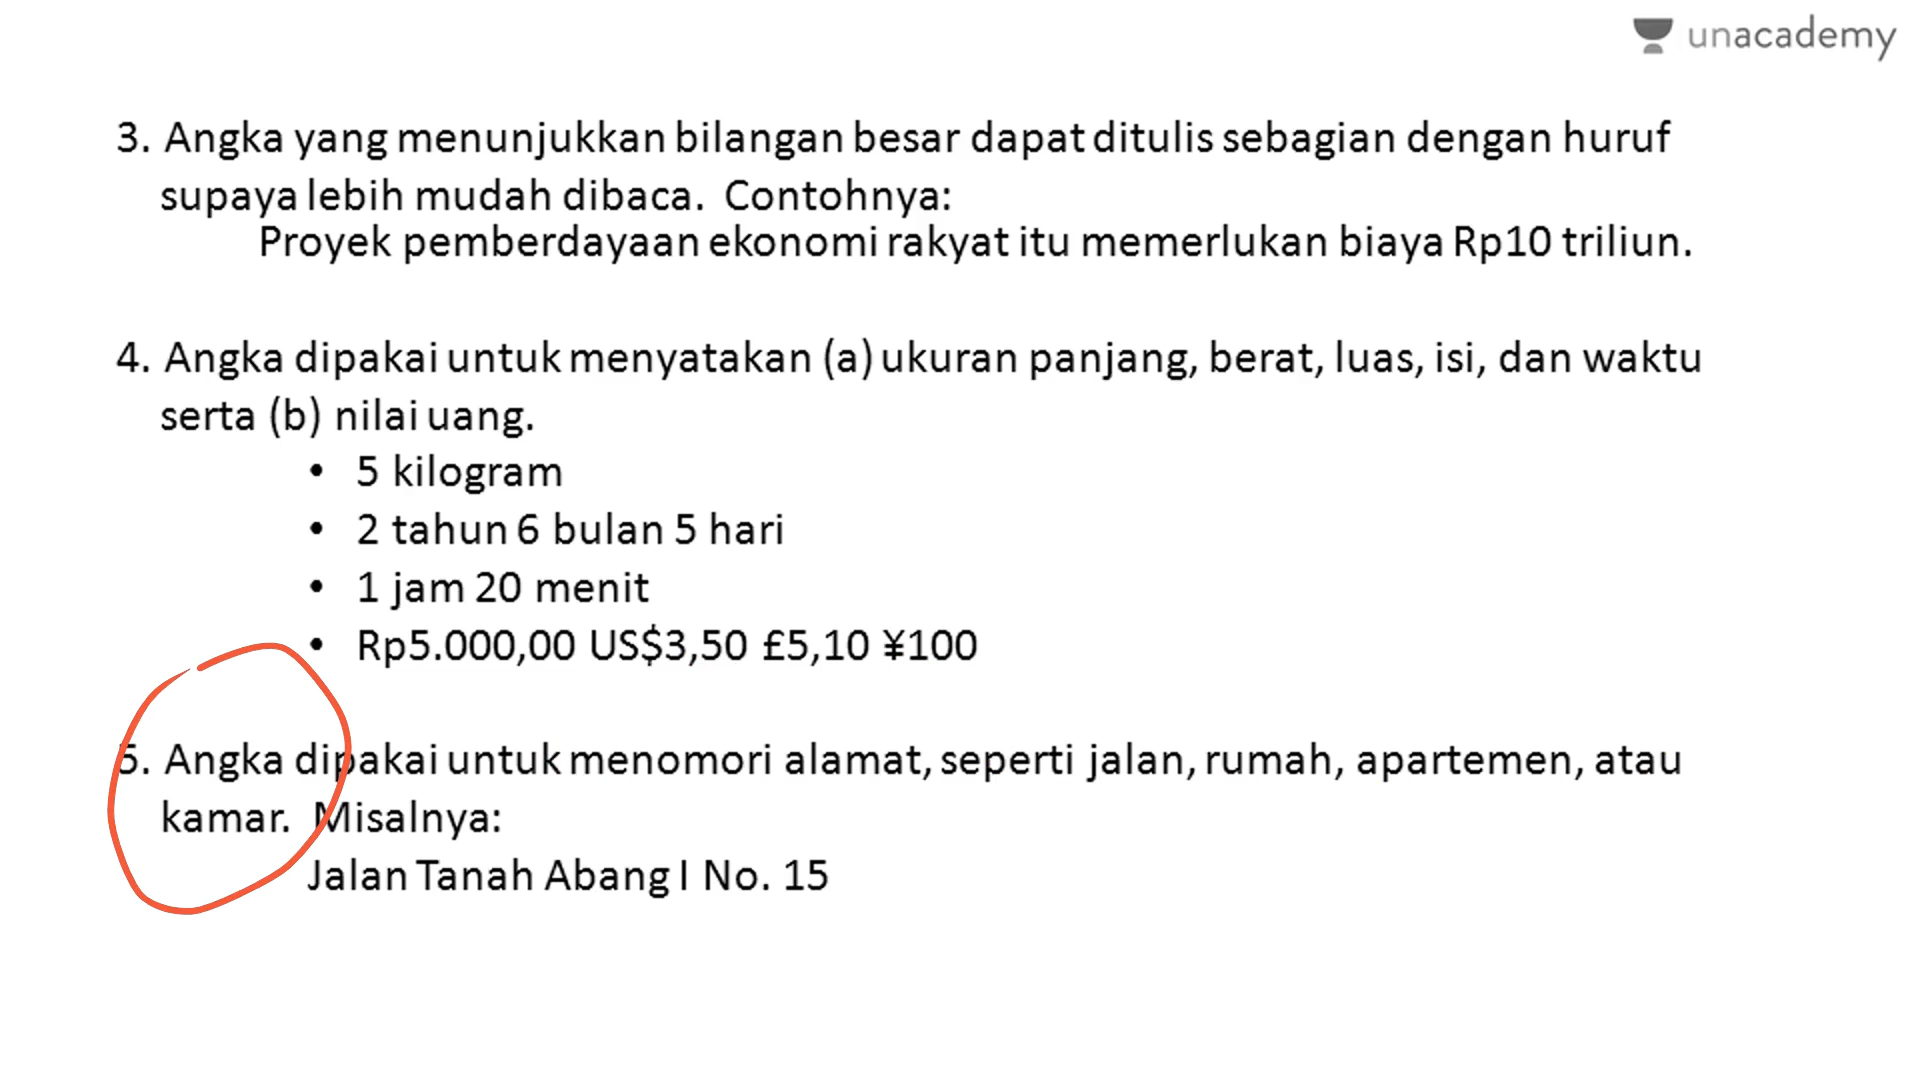 unacademy
3. Angka yang menunjukkan bilangan besar dapat ditulis sebagian dengan huruf
supaya lebih mudah dibaca. Contohnya:
Proyek pemberdayaan ekonomi rakyat itu memerlukan biaya Rp10 triliun.
4. Angka dipakai untuk menyatakan (a) ukuran panjang, berat, luas, isi, dan waktu
serta (b) nilai uang.
• 5 kilogram
• 2 tahun 6 bulan 5 hari
• 1 jam 20 menit
• Rp5.000,00 US$3,50 £5,10 ¥100
5. Angka dipakai untuk menomori alamat, seperti jalan, rumah, apartemen, atau
kamar. Misalnya:
Jalan Tanah Abang I No. 15